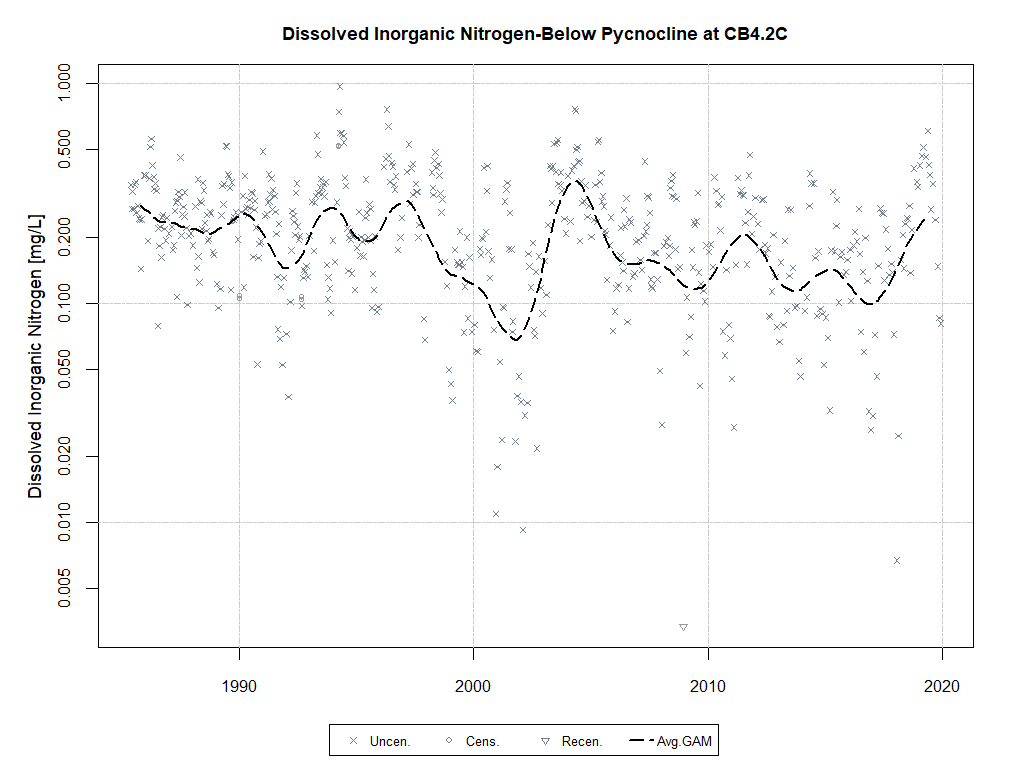 Dissolved Inorganic Nitrogen-Below Pycnocline at CB4.2C
Dissolved Inorganic Nitrogen [mg/L]
1.000
0.500
0.200
0.100
0.050
0.020
0.010
0.005
1990 2000 2010 2020
Uncen. Cens. Recen. Avg.GAM